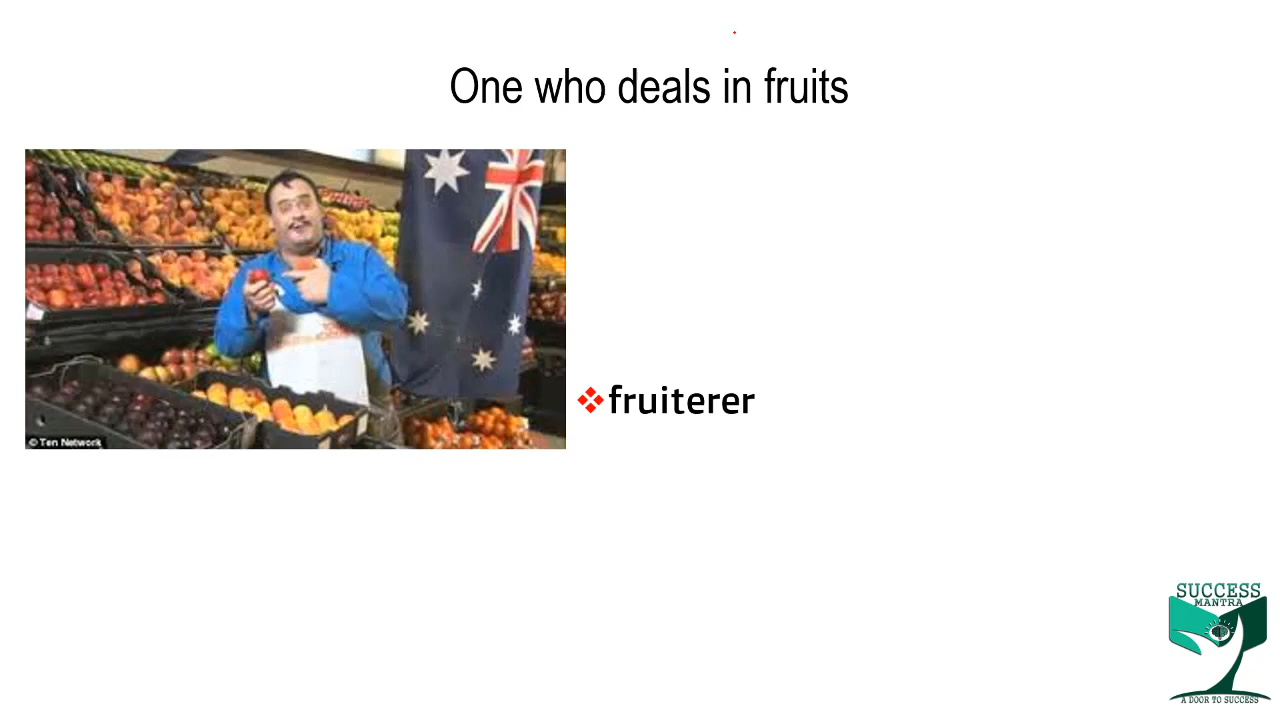 One who deals in fruits
fruiterer
© Ten Network
SUCCESS
MANTRA
A DOOR TO SUCCESS